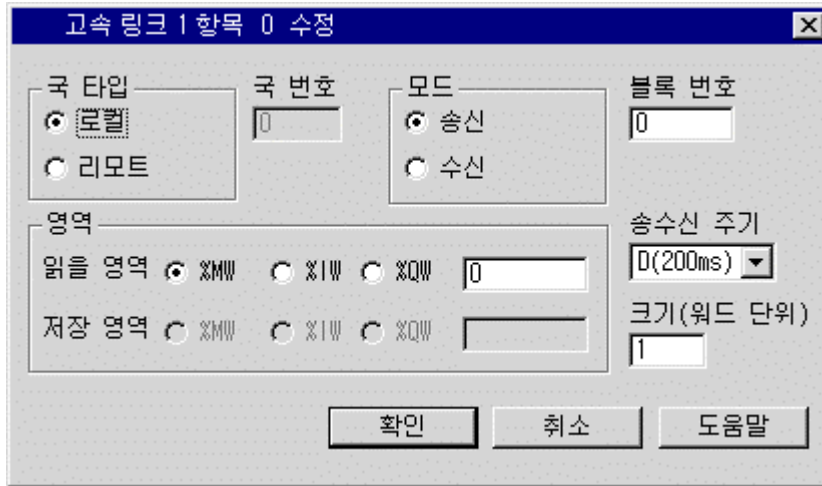 고속 링크 1 항목 0 수정
국 타입 국 번호 모드 블록 번호
로컬 0 송신 0
리모트 수신
영역 송수신 주기
읽을 영역 %MW %IW %QW 0 D(200ms)
저장 영역 %MW %IW %QW 크기(워드 단위)
1
확인 취소 도움말